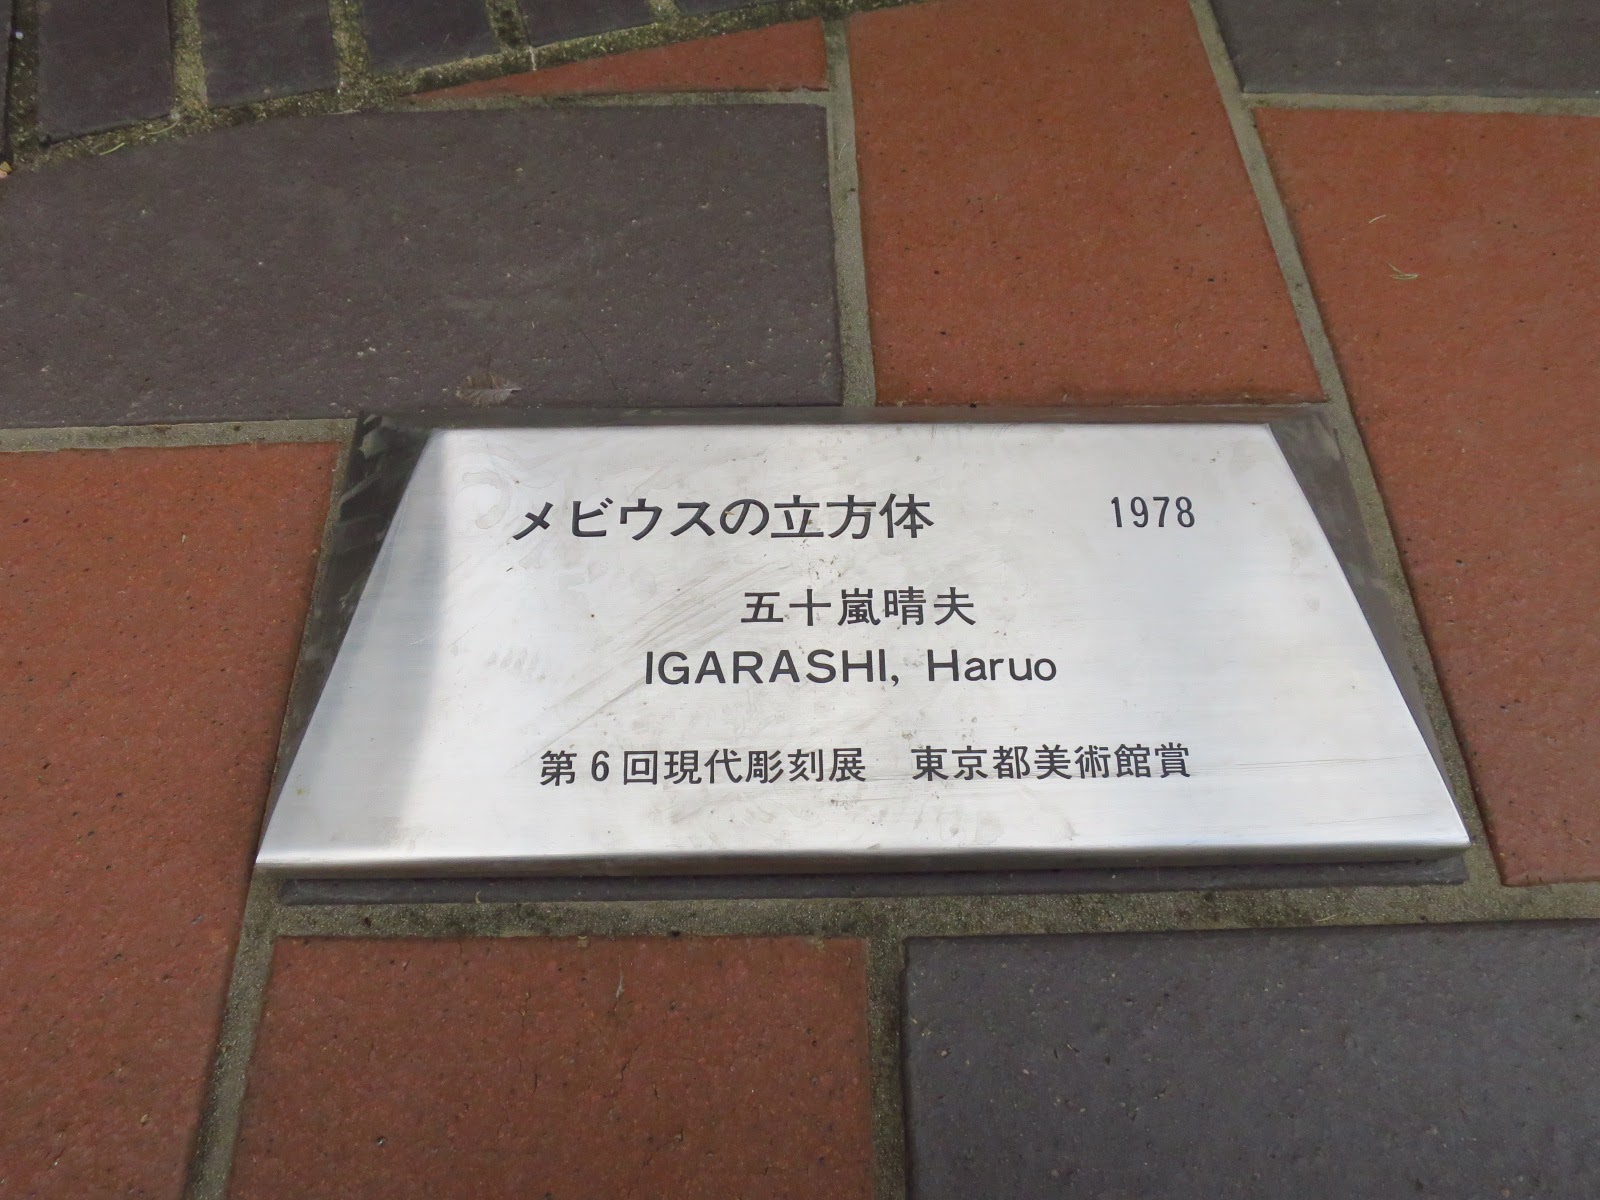 メビウスの立方体 1978
五十嵐晴夫
IGARASHI, Haruo
第6回現代彫刻展 東京都美術館賞